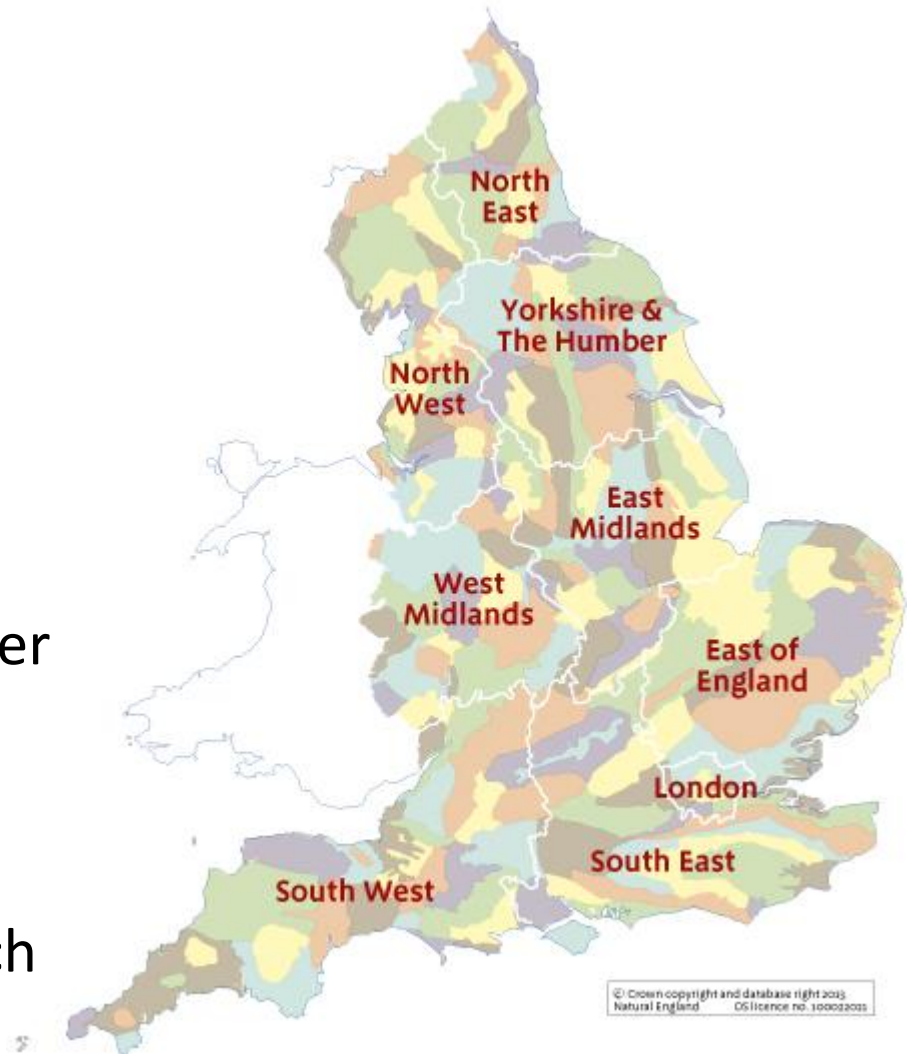 North
East
Yorkshire &
The Humber
North
West
East
Midlands
West
Midlands
er
East of
England
London
South East
South West
ch
© Crown copyright and database right 2013
Natural England OS licence no. 100022021